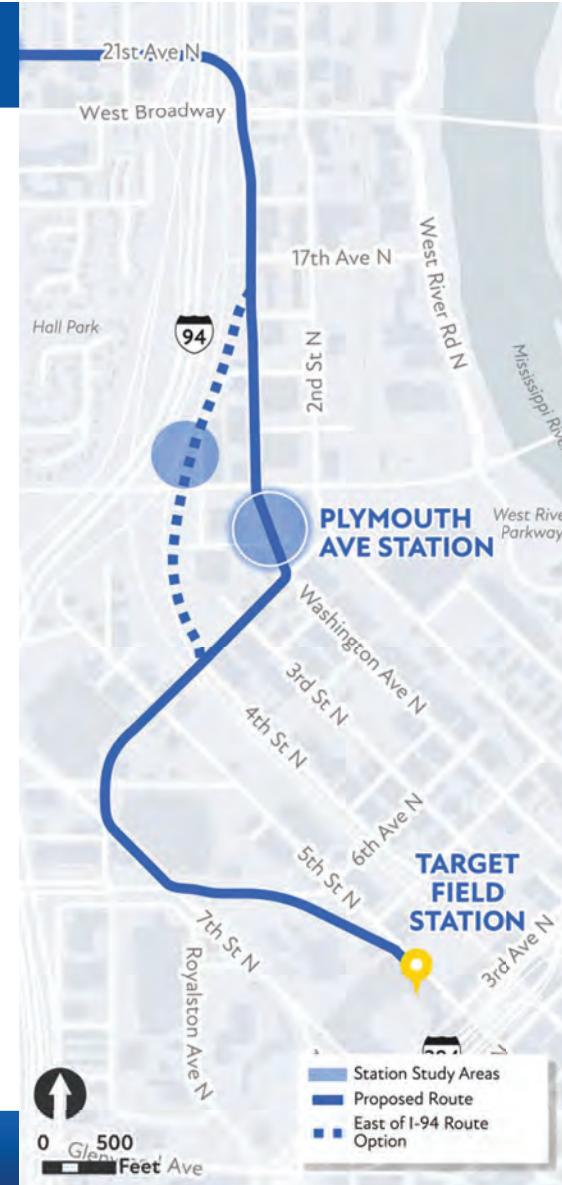 21st Ave N
West Broadway
17th Ave N
West River Rd N
Hall Park
94
2nd St N
Mississippi
PLYMOUTH
AVE STATION
West Rive
Parkway
Washington Ave N
3rd St N
4th St N
6th Ave N
5th St N
TARGET
FIELD
STATION
7th St N
3rd Ave N
Royalston Ave N
Station Study Areas
Proposed Route
East of I-94 Route
Option
0 500
Feet
Ave